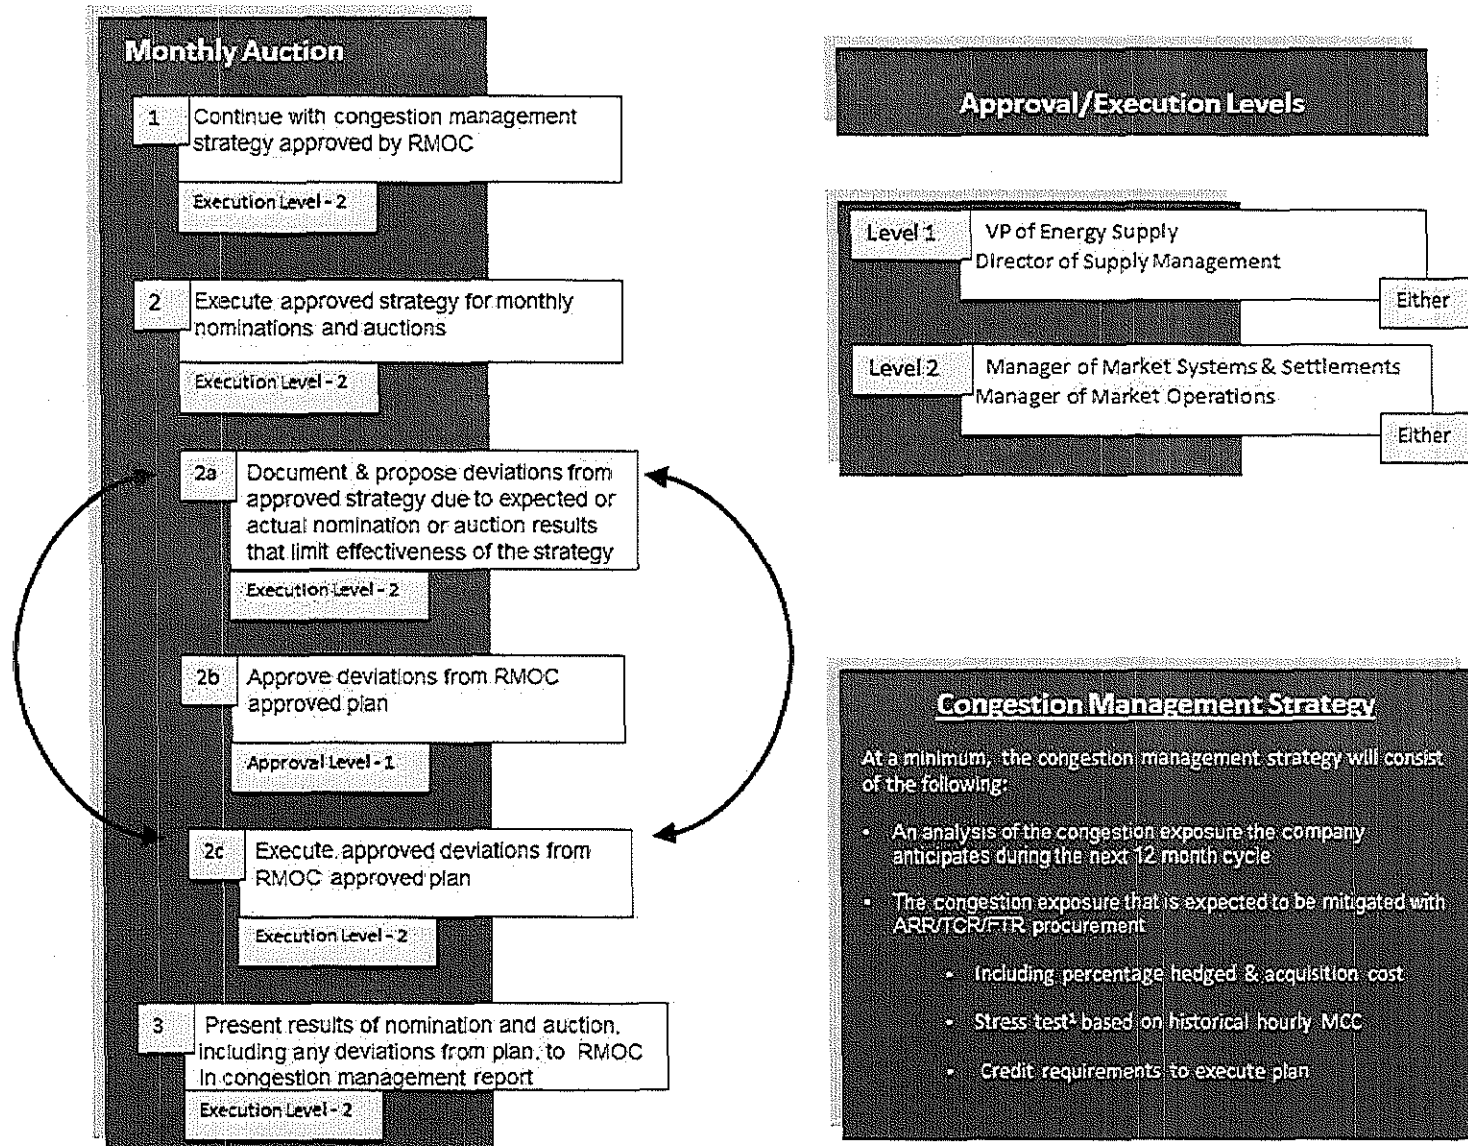 Monthly Auction
1
Continue with congestion management
strategy approved by RMOC
Execution Level - 2
2
Execute approved strategy for monthly
nominations and auctions
Execution Level - 2
2a
Document & propose deviations from
approved strategy due to expected or
actual nomination or auction results
that limit effectiveness of the strategy
Execution Level - 2
2b
Approve deviations from RMOC
approved plan
Approval Level - 1
2c
Execute approved deviations from
RMOC approved plan
Execution Level - 2
3
Present results of nomination and auction,
including any deviations from plan, to RMOC
in congestion management report
Execution Level - 2
Approval/Execution Levels
Level 1
VP of Energy Supply
Director of Supply Management
Either
Level 2
Manager of Market Systems & Settlements
Manager of Market Operations
Either
Congestion Management Strategy
At a minimum, the congestion management strategy will consist
of the following:
• An analysis of the congestion exposure the company
anticipates during the next 12 month cycle
• The congestion exposure that is expected to be mitigated with
ARR/TCR/FTR procurement
• Including percentage hedged & acquisition cost
• Stress test¹ based on historical hourly MCC
• Credit requirements to execute plan